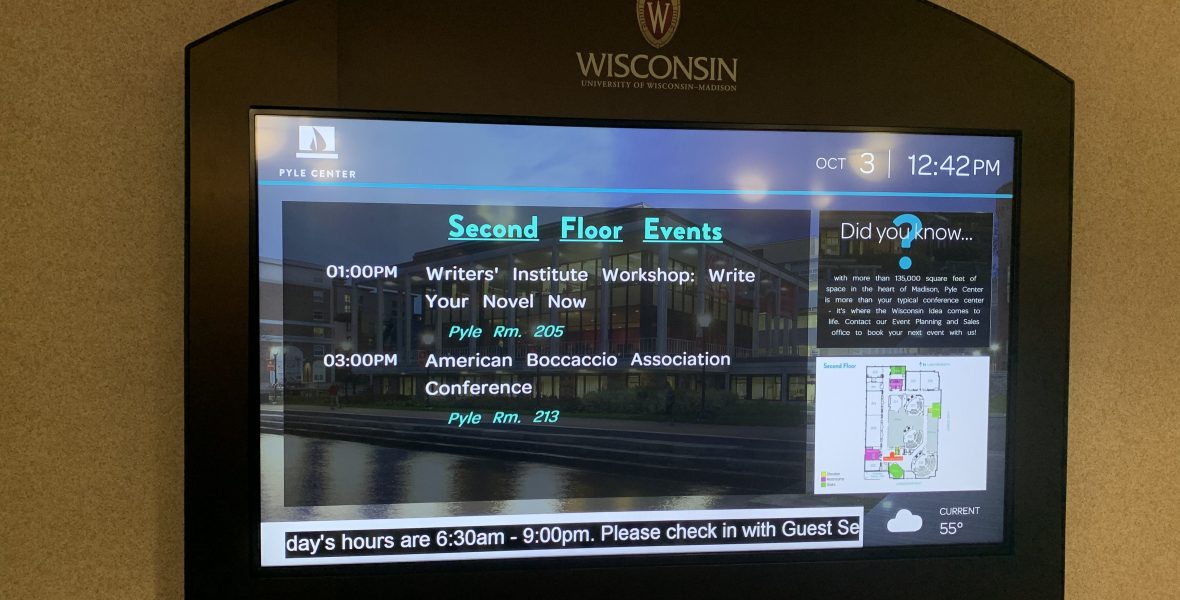 W
WISCONSIN
UNIVERSITY OF WISCONSIN–MADISON
PYLE CENTER
OCT 3 | 12:42PM
Second Floor Events
01:00PM Writers' Institute Workshop: Write
Your Novel Now
Pyle Rm. 205
03:00PM American Boccaccio Association
Conference
Pyle Rm. 213
?
Did you know...
with more than 135,000 square feet of
space in the heart of Madison, Pyle Center
is more than your typical conference center
- it's where the Wisconsin Idea comes to
life. Contact our Event Planning and Sales
office to book your next event with us!
Second Floor
CURRENT
55°
day's hours are 6:30am - 9:00pm. Please check in with Guest Se